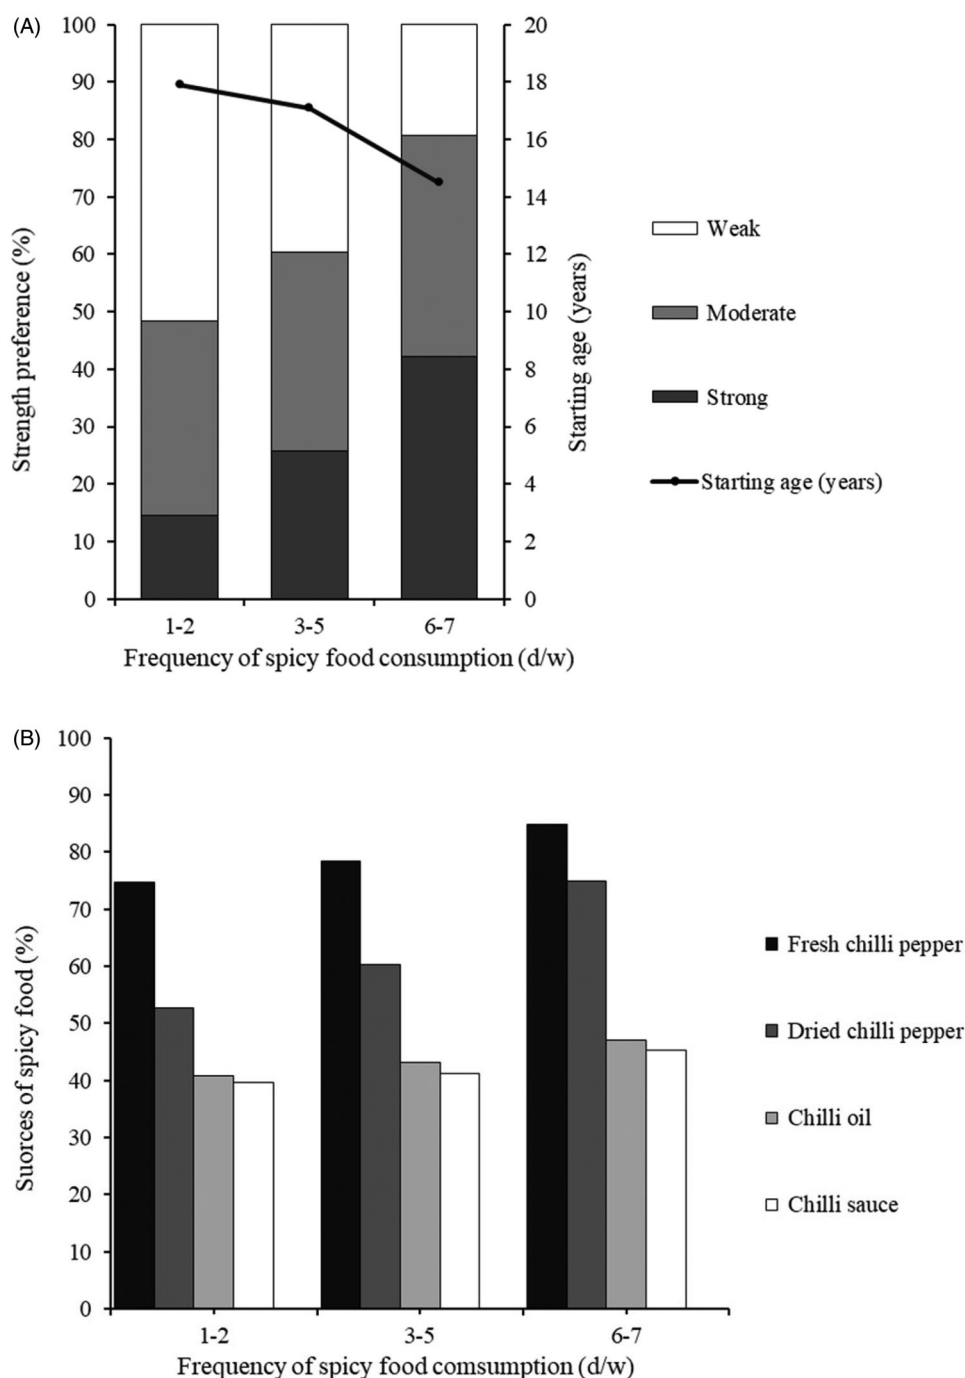 (A)
100
90
80
70
60
50
40
30
20
10
0
Strength preference (%)
20
18
16
14
12
10
8
6
4
2
0
Starting age (years)
1-2 3-5 6-7
Frequency of spicy food consumption (d/w)
Weak
Moderate
Strong
Starting age (years)
(B)
100
90
80
70
60
50
40
30
20
10
0
Suorces of spicy food (%)
1-2 3-5 6-7
Frequency of spicy food comsumption (d/w)
Fresh chilli pepper
Dried chilli pepper
Chilli oil
Chilli sauce